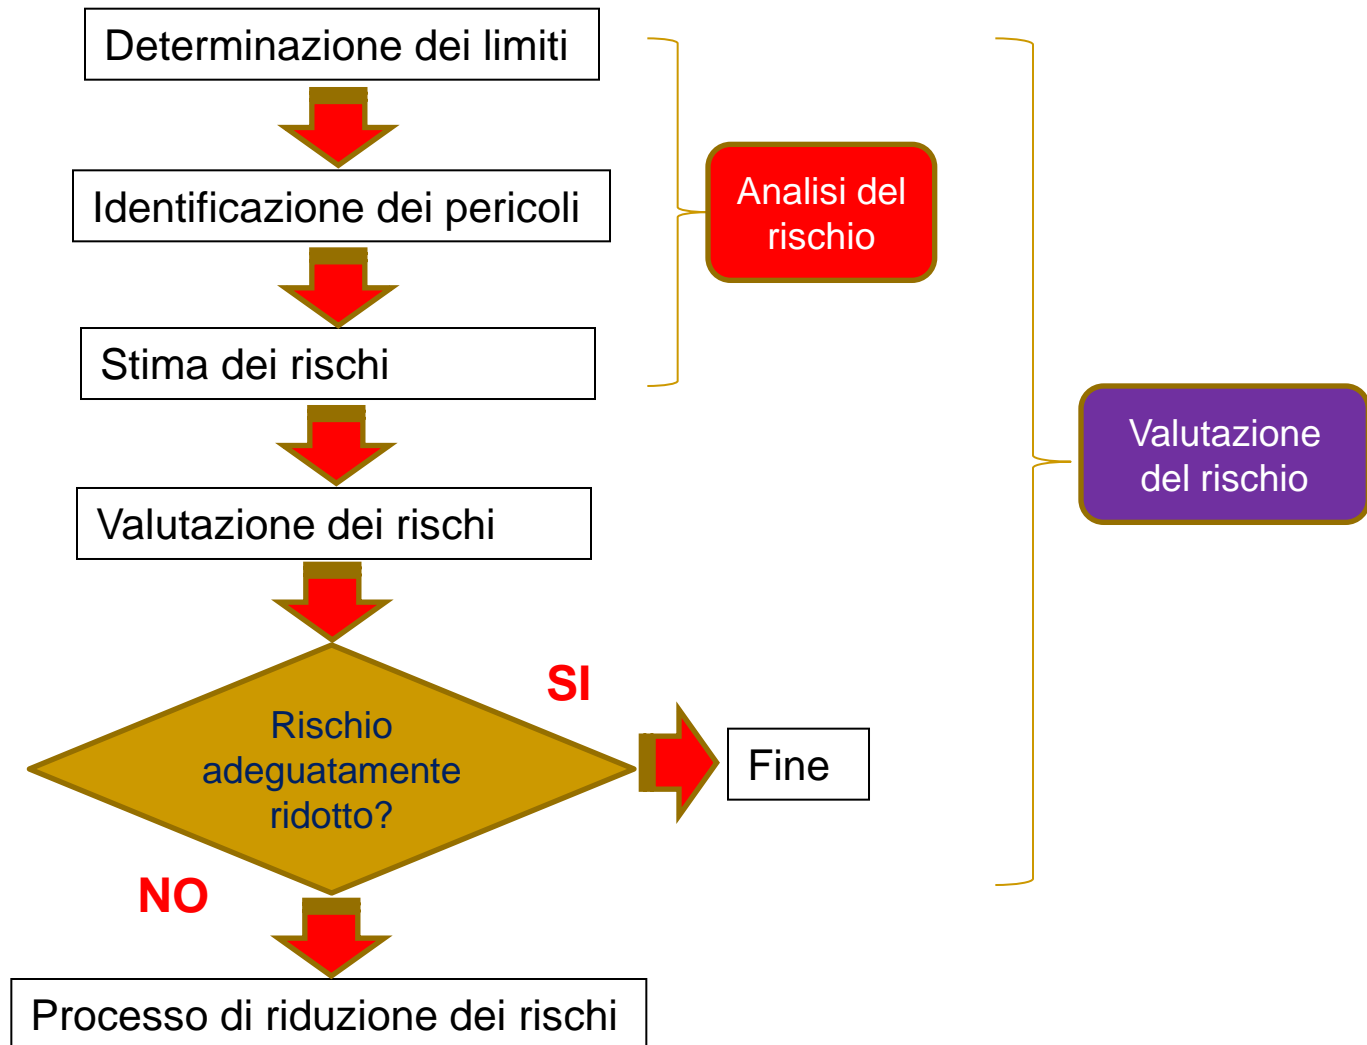 Determinazione dei limiti
Identificazione dei pericoli
Analisi del
rischio
Stima dei rischi
Valutazione
del rischio
Valutazione dei rischi
SI
Rischio
adeguatamente
ridotto?
Fine
NO
Processo di riduzione dei rischi